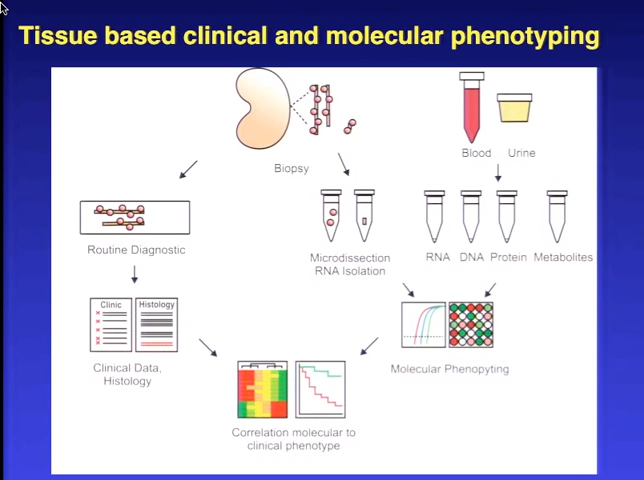 Tissue based clinical and molecular phenotyping
Biopsy
Blood Urine
Routine Diagnostic
Microdissection
RNA Isolation
RNA DNA Protein Metabolites
Clinic Histology
Clinical Data,
Histology
Molecular Phenopyting
Correlation molecular to
clinical phenotype